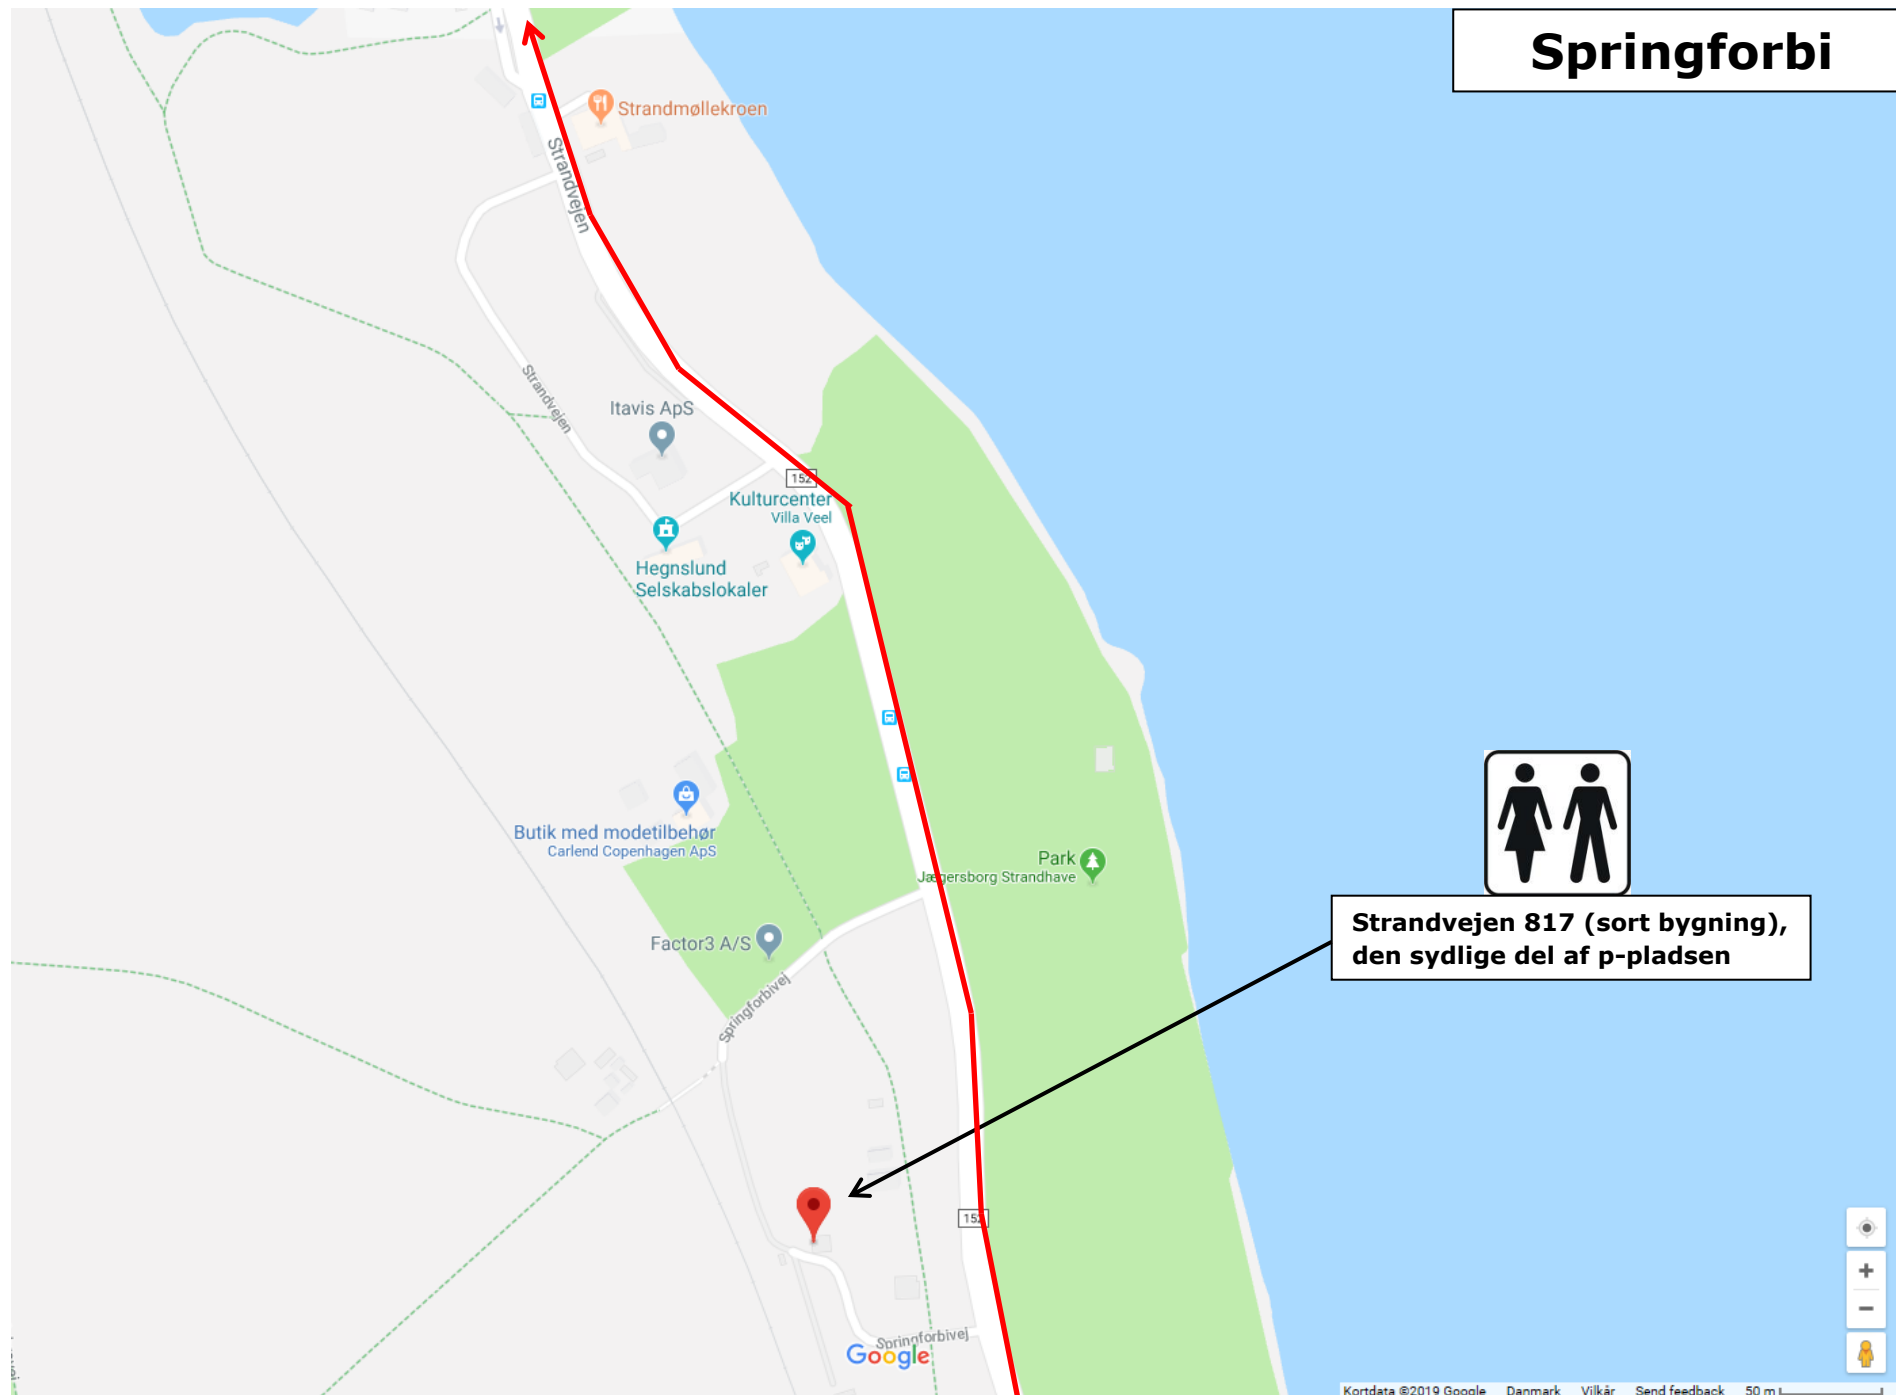 Springforbi
Strandmøllekroen
Strandvejen
Strandvejen
Itavis ApS
152
Kulturcenter
Villa Veel
Hegnslund
Selskabslokaler
Butik med modetilbehør
Carlend Copenhagen ApS
Park
Jægersborg Strandhave
Factor3 A/S
Springforbivej
Strandvejen 817 (sort bygning),
den sydlige del af p-pladsen
152
Springforbivej
Google
Kortdata ©2019 Google Danmark Vilkår Send feedback 50 m